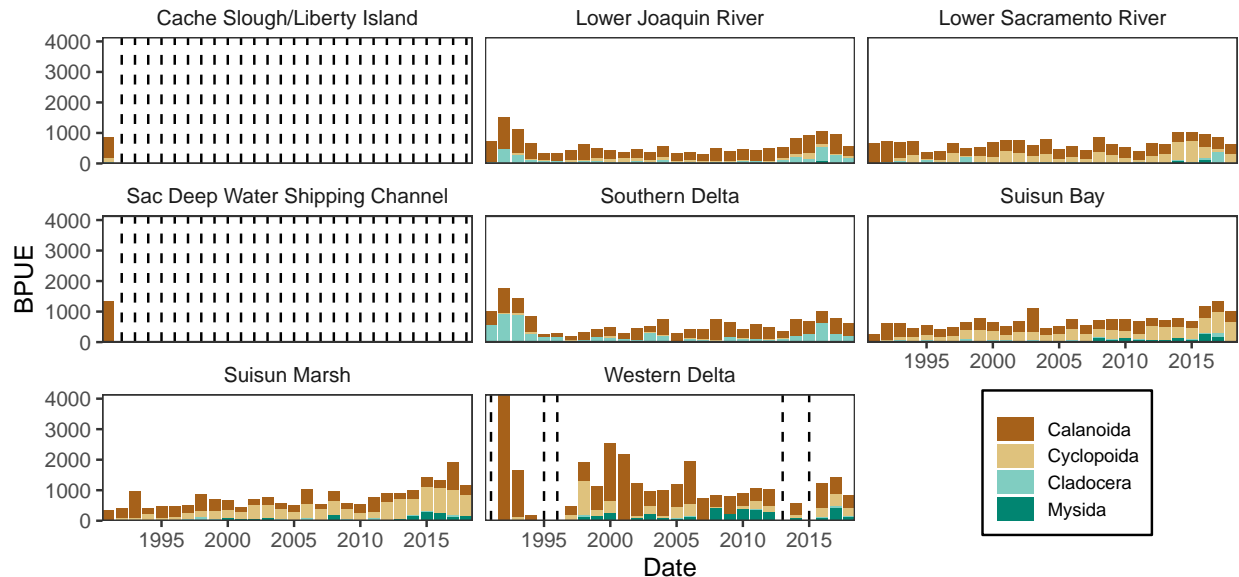 Cache Slough/Liberty Island
Lower Joaquin River
Lower Sacramento River
4000
3000
2000
1000
0
Sac Deep Water Shipping Channel
Southern Delta
Suisun Bay
4000
3000
2000
1000
0
BPUE
1995 2000 2005 2010 2015
Suisun Marsh
Western Delta
4000
3000
2000
1000
0
Calanoida
Cyclopoida
Cladocera
Mysida
1995 2000 2005 2010 2015
1995 2000 2005 2010 2015
Date